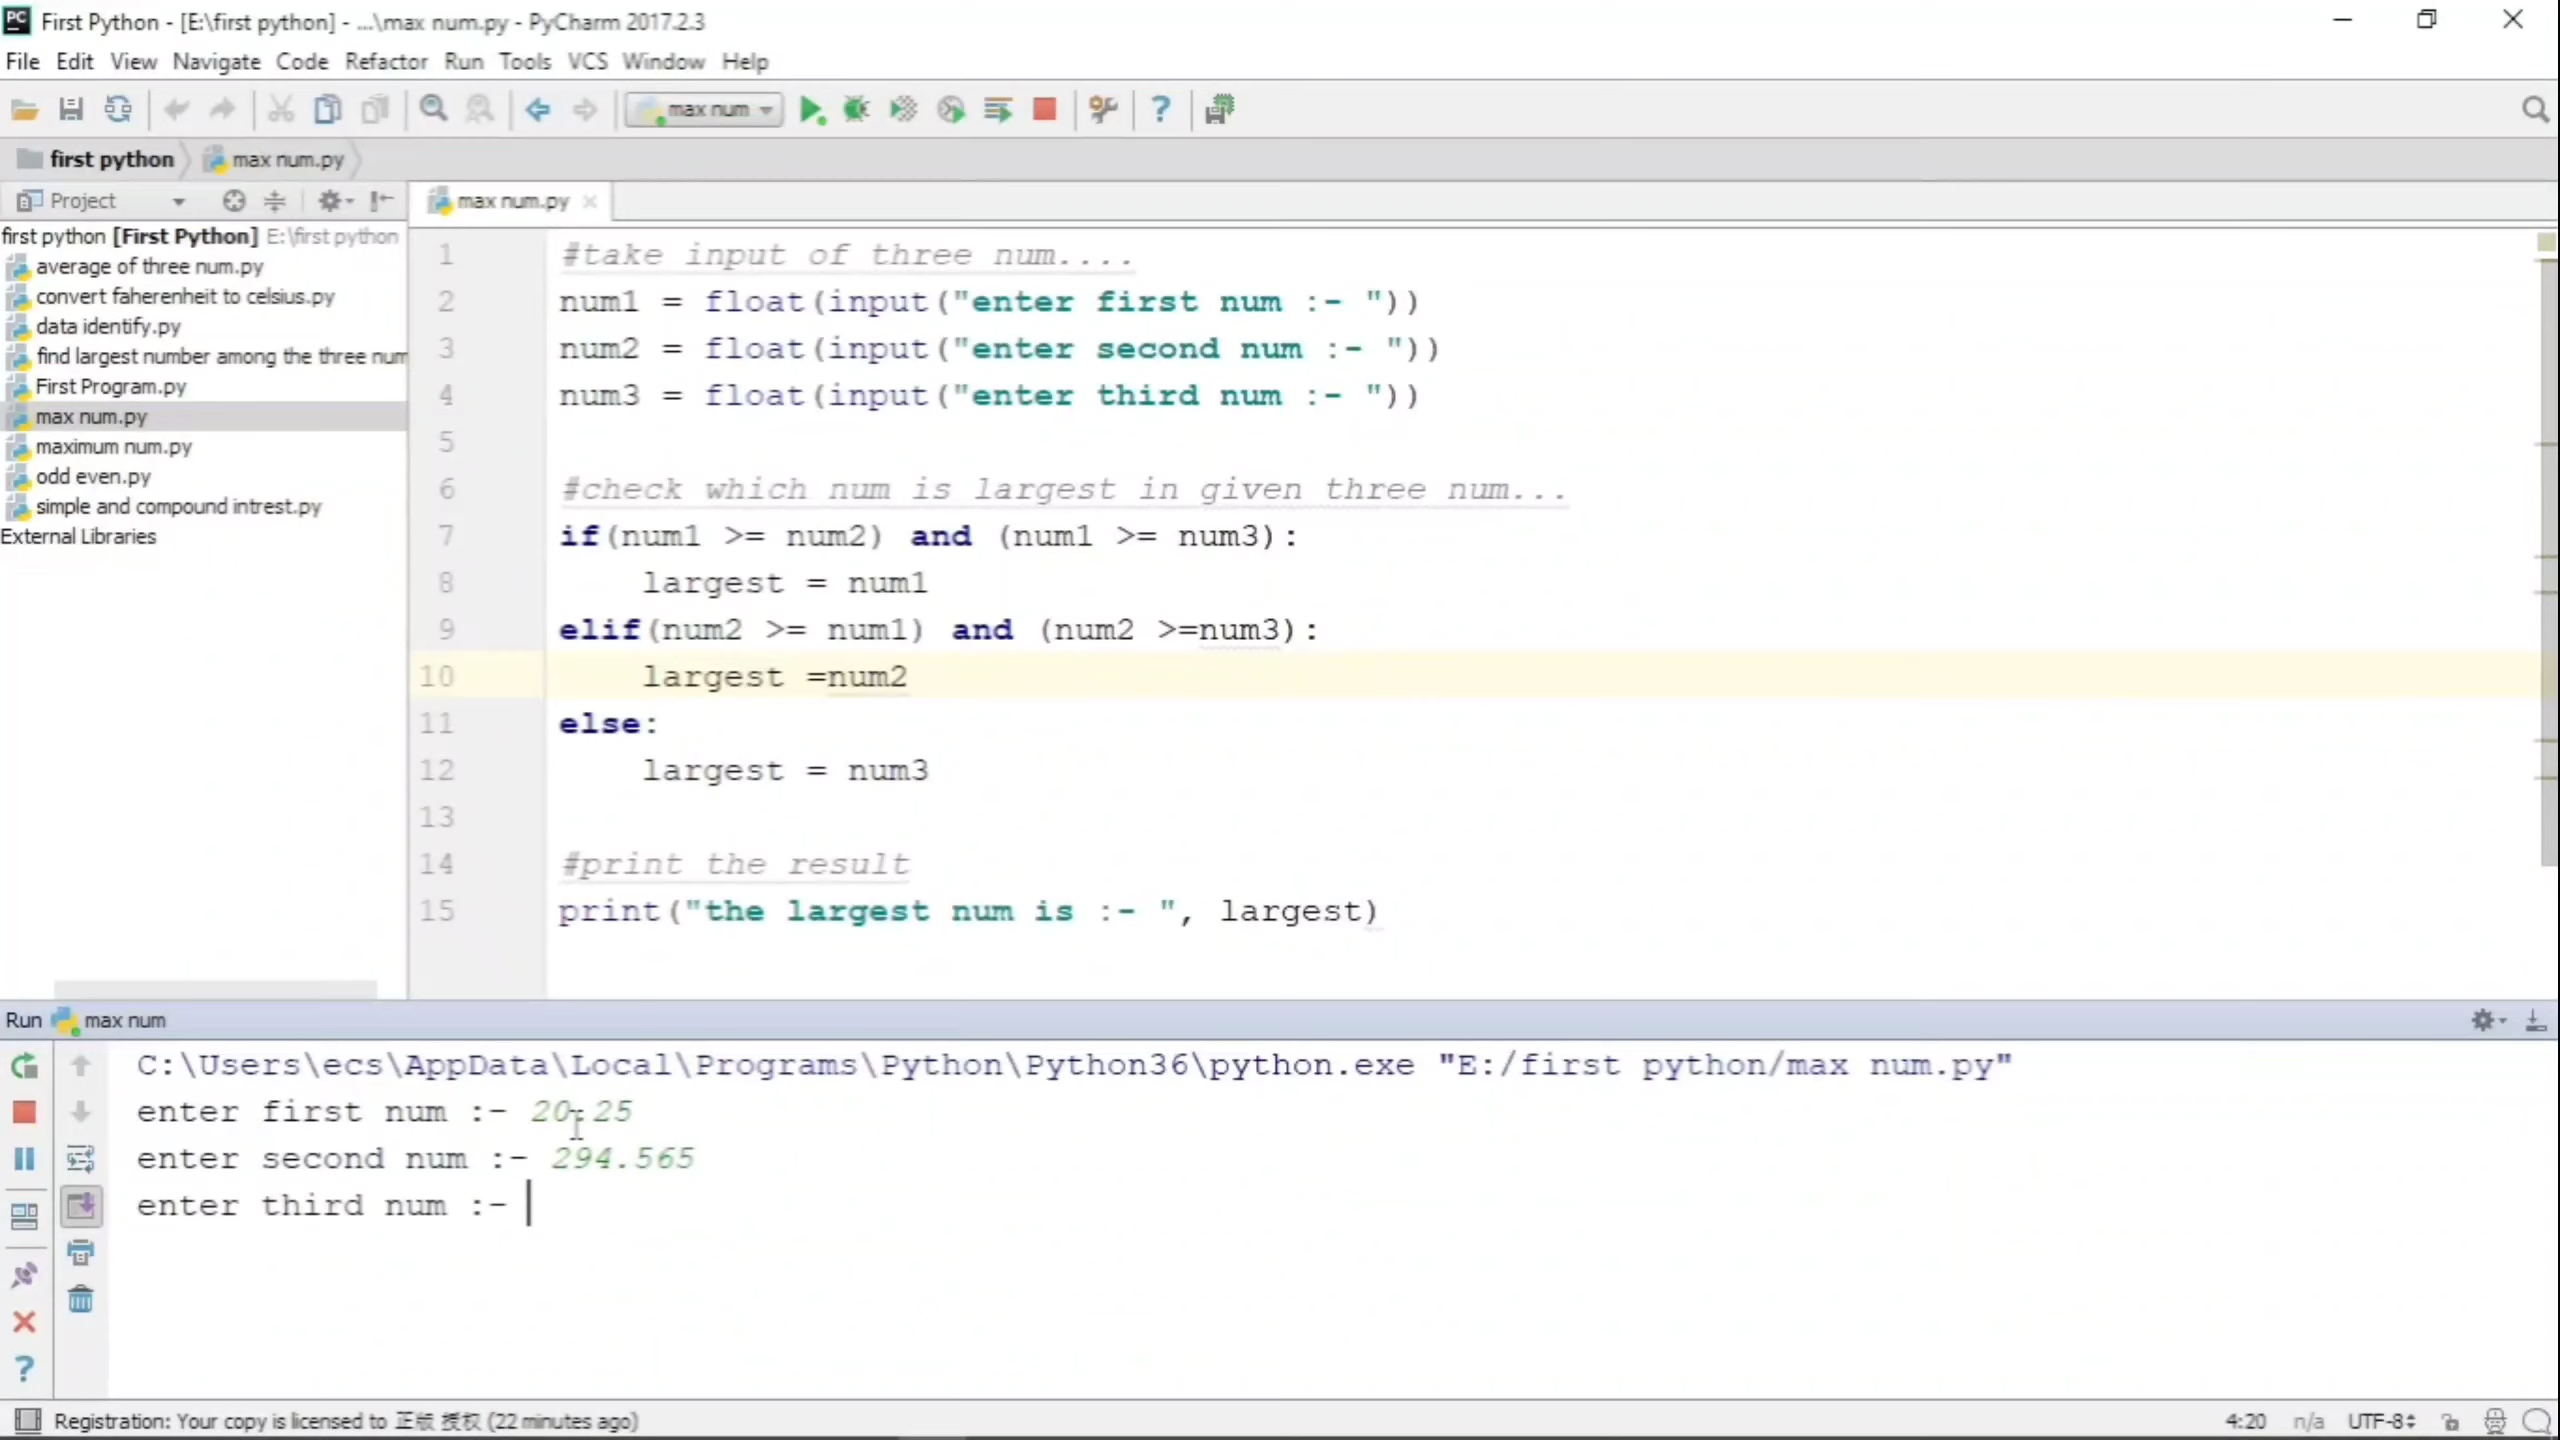 First Python - [E:\first python] - ...\max num.py - PyCharm 2017.2.3
File Edit View Navigate Code Refactor Run Tools VCS Window Help
max num
first python max num.py
Project
max num.py
first python [First Python] E:\first python
average of three num.py
convert faherenheit to celsius.py
data identify.py
find largest number among the three num
First Program.py
max num.py
maximum num.py
odd even.py
simple and compound intrest.py
External Libraries
1 #take input of three num....
2 num1 = float(input("enter first num :- "))
3 num2 = float(input("enter second num :- "))
4 num3 = float(input("enter third num :- "))
5
6 #check which num is largest in given three num...
7 if(num1 >= num2) and (num1 >= num3):
8     largest = num1
9 elif(num2 >= num1) and (num2 >=num3):
10     largest =num2
11 else:
12     largest = num3
13
14 #print the result
15 print("the largest num is :- ", largest)
Run max num
C:\Users\ecs\AppData\Local\Programs\Python\Python36\python.exe "E:/first python/max num.py"
enter first num :- 20.25
enter second num :- 294.565
enter third num :-
Registration: Your copy is licensed to 正版 授权 (22 minutes ago)
4:20 n/a UTF-8